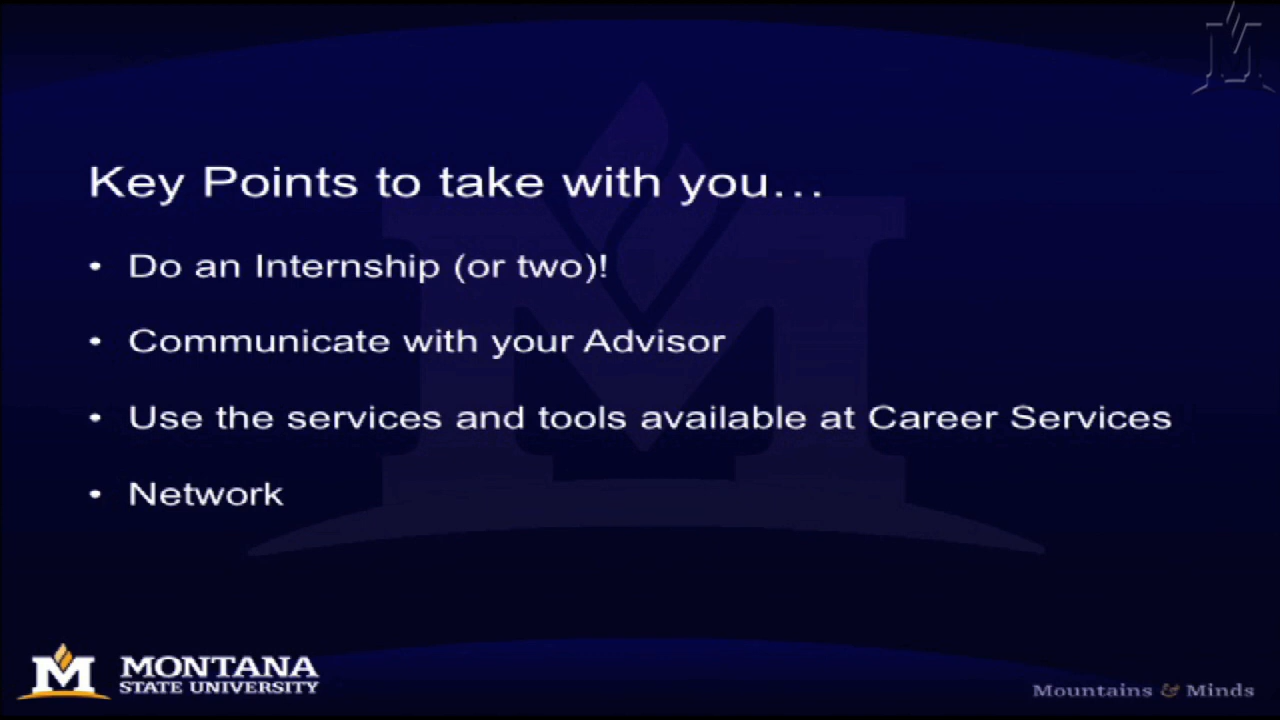 Key Points to take with you...
• Do an Internship (or two)!
• Communicate with your Advisor
• Use the services and tools available at Career Services
• Network
M MONTANA
STATE UNIVERSITY
Mountains & Minds